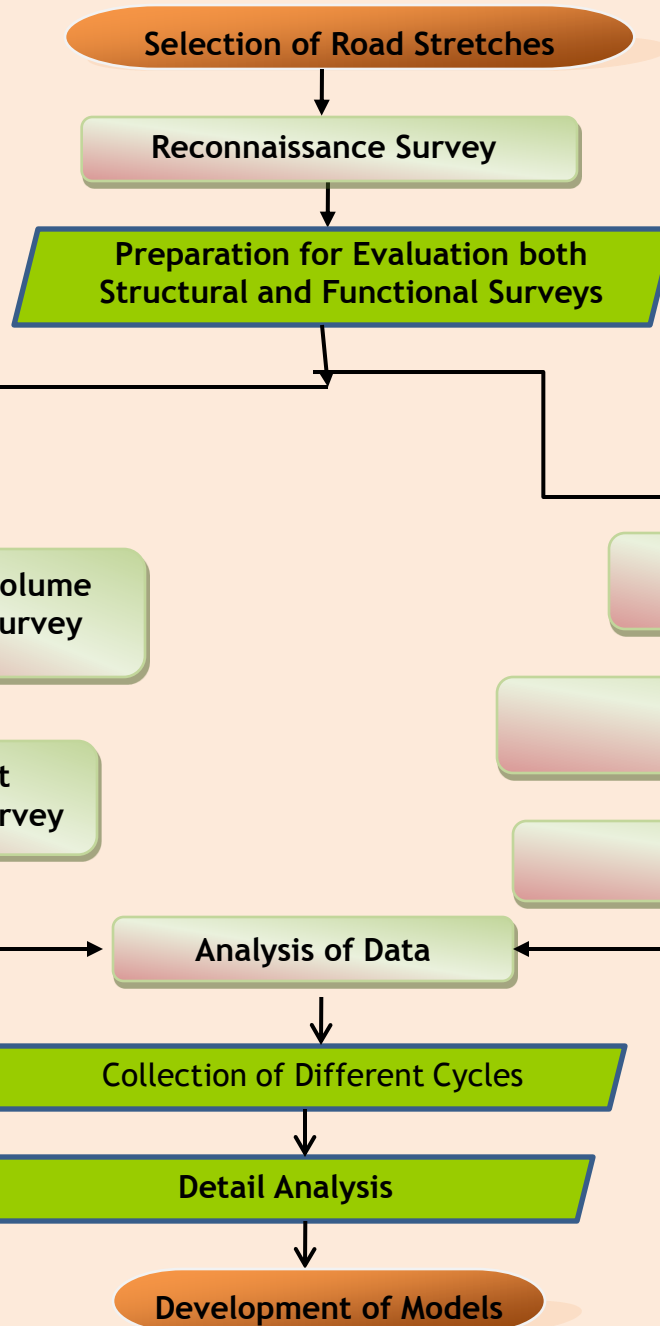 Selection of Road Stretches
Reconnaissance Survey
Preparation for Evaluation both
Structural and Functional Surveys
olume
urvey
t
rvey
Analysis of Data
Collection of Different Cycles
Detail Analysis
Development of Models